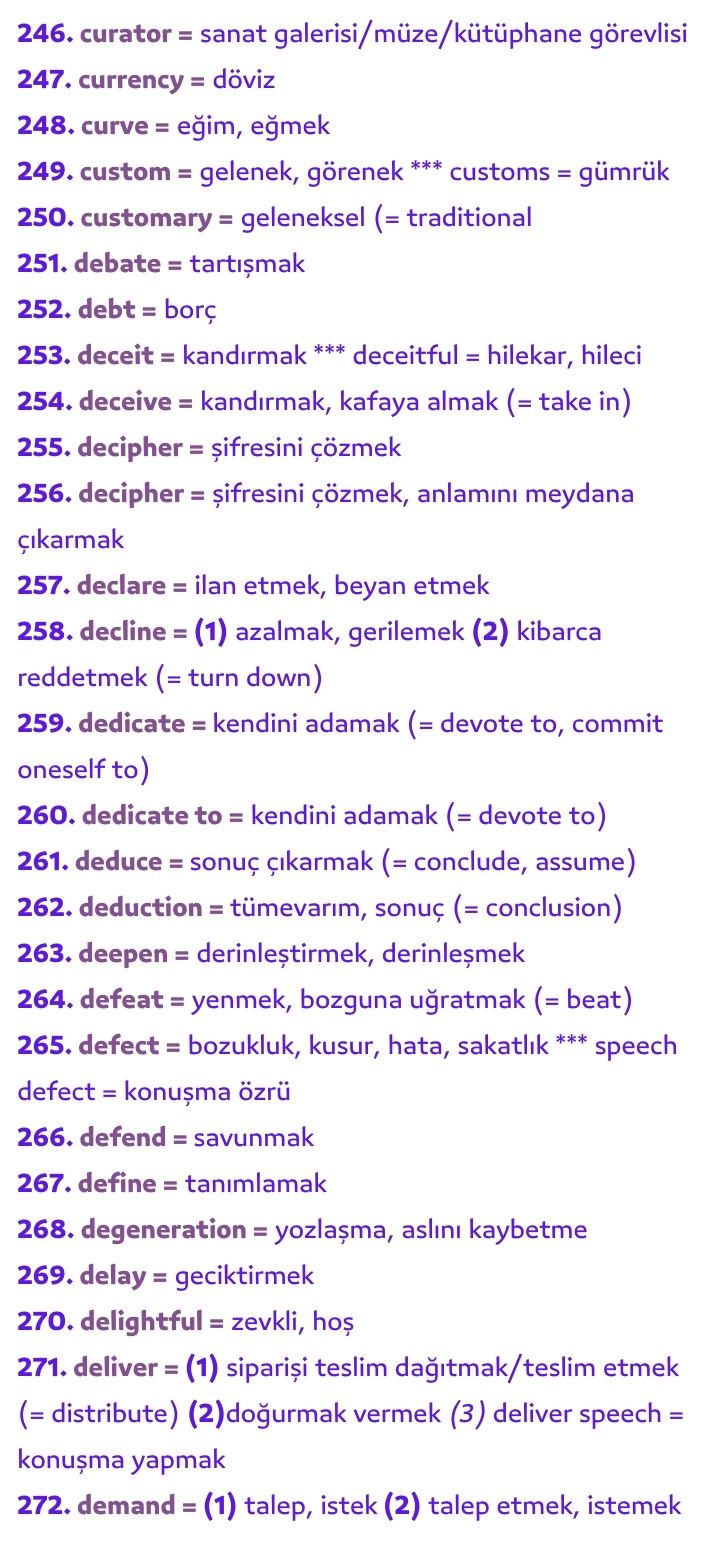 246. curator = sanat galerisi/müze/kütüphane görevlisi
247. currency = döviz
248. curve = eğim, eğmek
249. custom = gelenek, görenek *** customs = gümrük
250. customary = geleneksel (= traditional
251. debate = tartışmak
252. debt = borç
253. deceit = kandırmak *** deceitful = hilekar, hileci
254. deceive = kandırmak, kafaya almak (= take in)
255. decipher = şifresini çözmek
256. decipher = şifresini çözmek, anlamını meydana
çıkarmak
257. declare = ilan etmek, beyan etmek
258. decline = (1) azalmak, gerilemek (2) kibarca
reddetmek (= turn down)
259. dedicate = kendini adamak (= devote to, commit
oneself to)
260. dedicate to = kendini adamak (= devote to)
261. deduce = sonuç çıkarmak (= conclude, assume)
262. deduction = tümevarım, sonuç (= conclusion)
263. deepen = derinleştirmek, derinleşmek
264. defeat = yenmek, bozguna uğratmak (= beat)
265. defect = bozukluk, kusur, hata, sakatlık *** speech
defect = konuşma özrü
266. defend = savunmak
267. define = tanımlamak
268. degeneration = yozlaşma, aslını kaybetme
269. delay = geciktirmek
270. delightful = zevkli, hoş
271. deliver = (1) siparişi teslim dağıtmak/teslim etmek
(= distribute) (2)doğurmak vermek (3) deliver speech =
konuşma yapmak
272. demand = (1) talep, istek (2) talep etmek, istemek